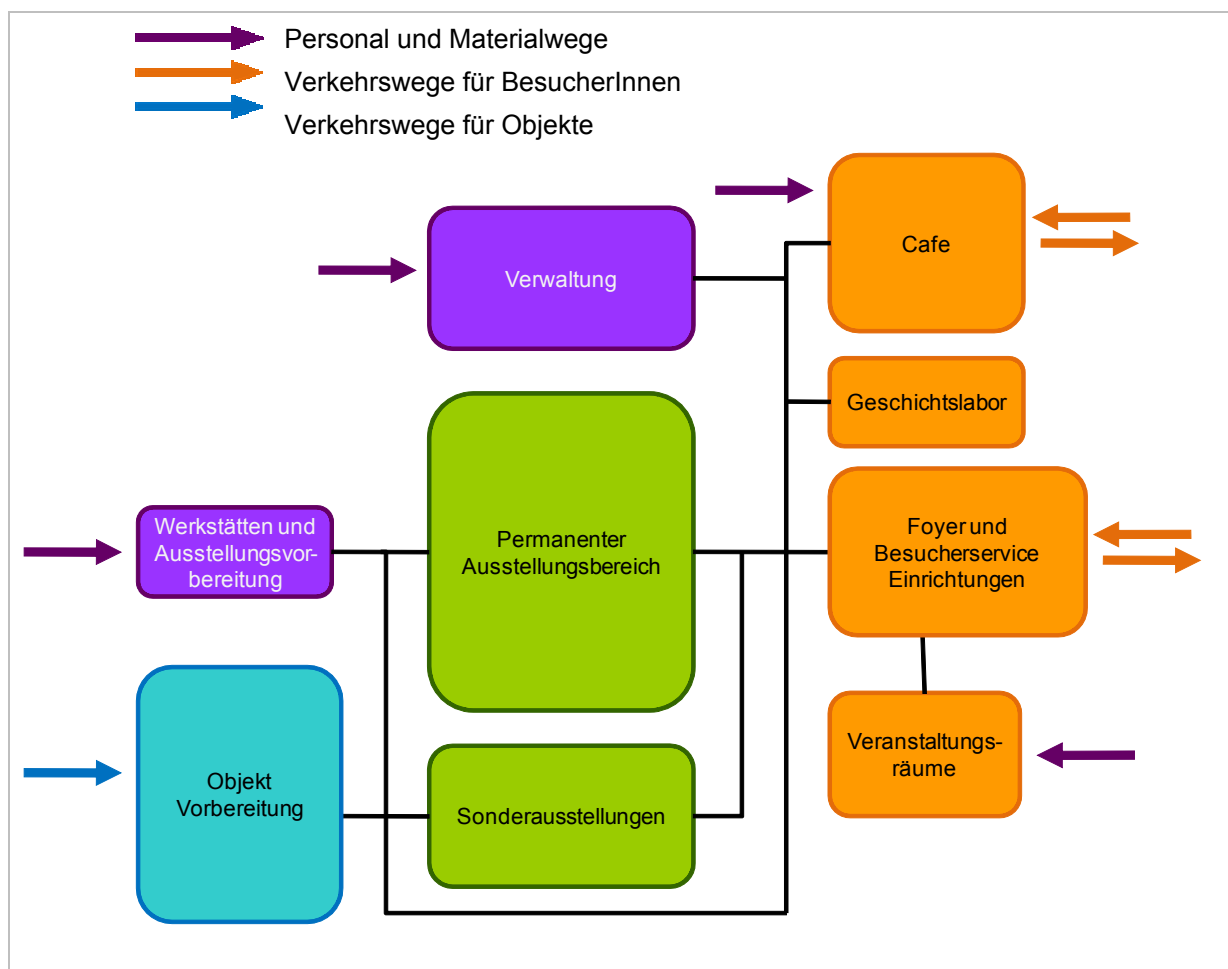 Personal und Materialwege
Verkehrswege für BesucherInnen
Verkehrswege für Objekte
Cafe
Verwaltung
Geschichtslabor
Werkstätten und
Ausstellungsvor-
bereitung
Permanenter
Ausstellungsbereich
Foyer und
Besucherservice
Einrichtungen
Objekt
Vorbereitung
Sonderausstellungen
Veranstaltungs-
räume